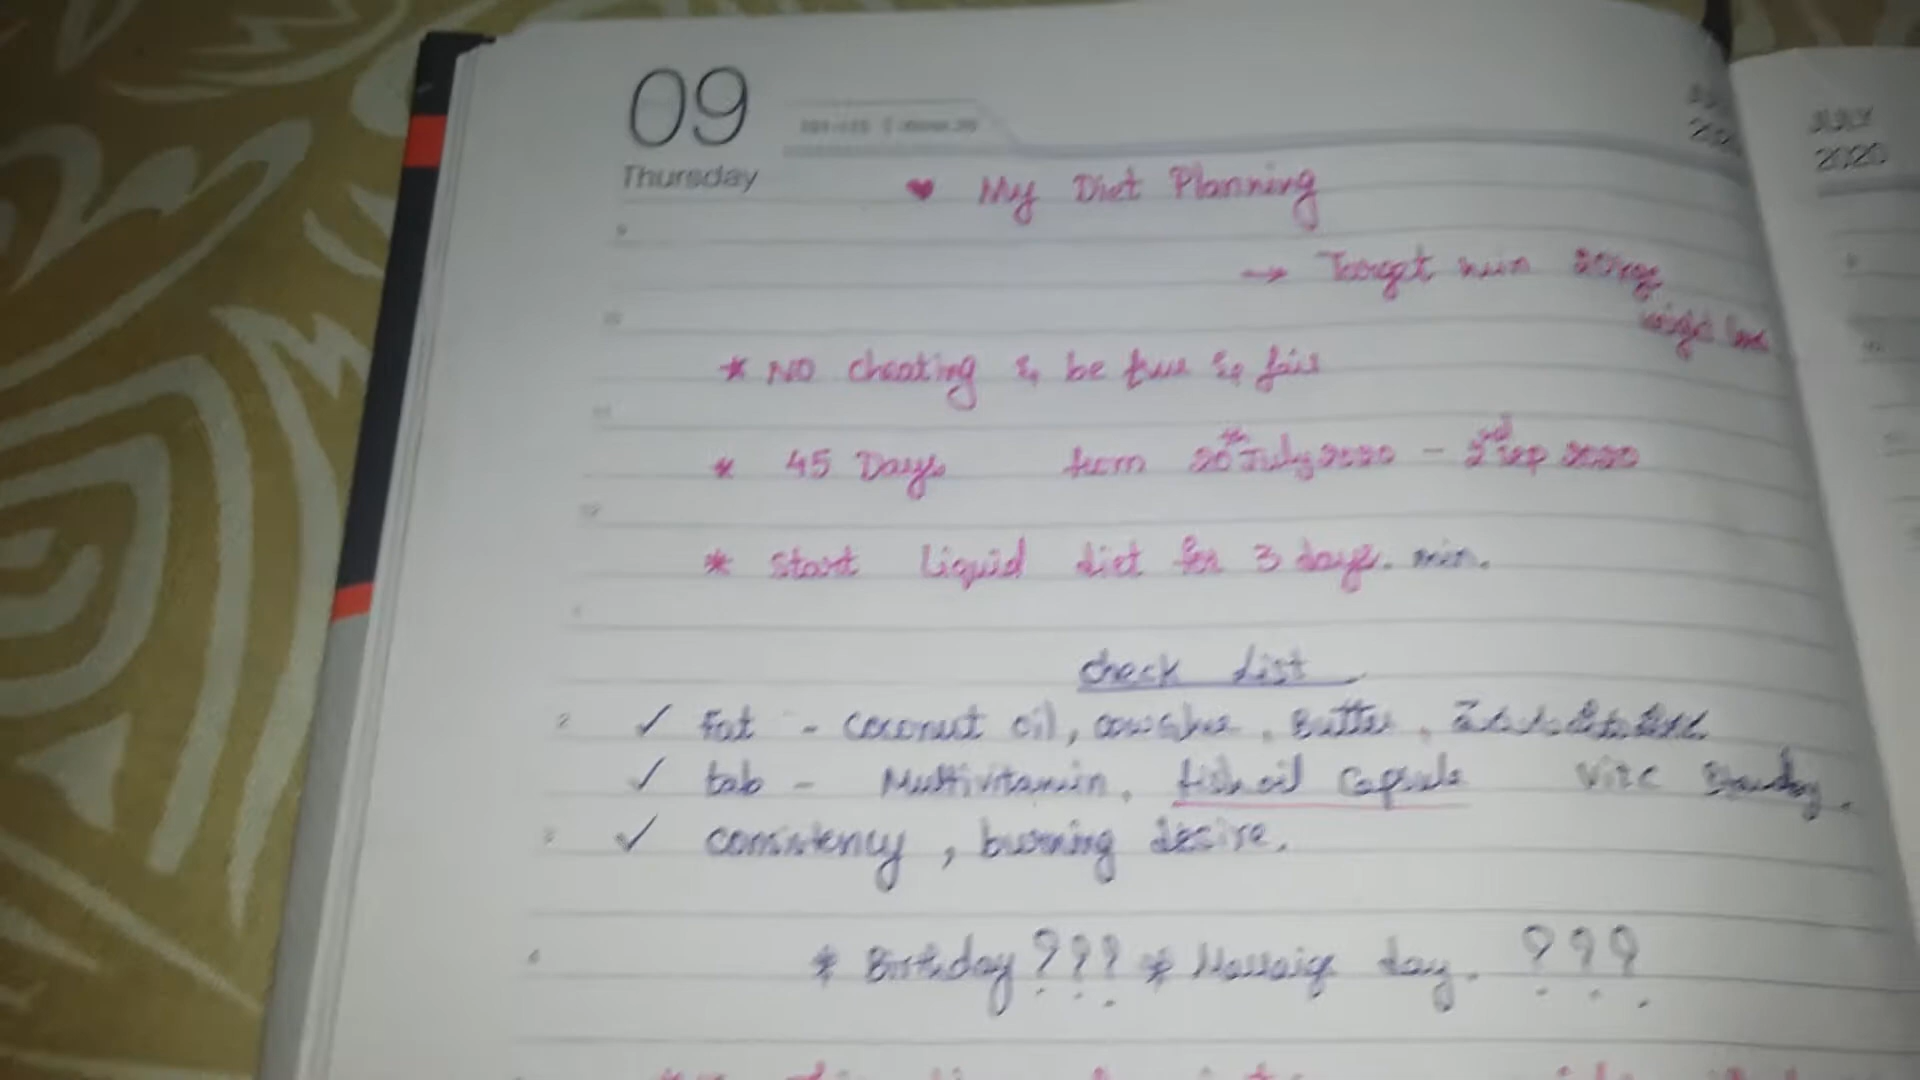 09
Thursday
JULY
2020
My Diet Planning
→ Target min
* NO cheating & be true & fair
* 45 Days from 20th July 2020 - 2nd Sep 2020
* Start Liquid diet for 3 days. min.
Check List
✓ Fat - Coconut oil, Butter,
✓ tab - Multivitamin, fish oil Capsule
✓ consistency, burning desire.
* Birthday ??? * Marraige day. ???